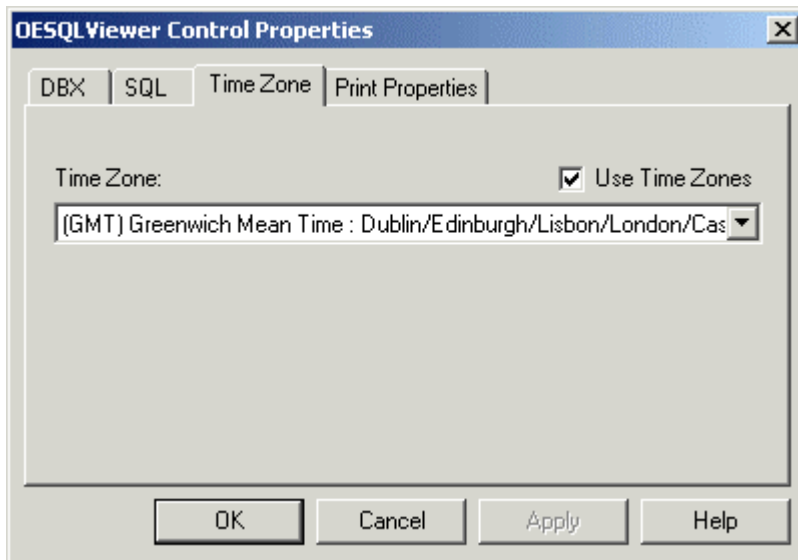 OESQLViewer Control Properties
DBX SQL Time Zone Print Properties
Time Zone: Use Time Zones
(GMT) Greenwich Mean Time : Dublin/Edinburgh/Lisbon/London/Cas
OK Cancel Apply Help